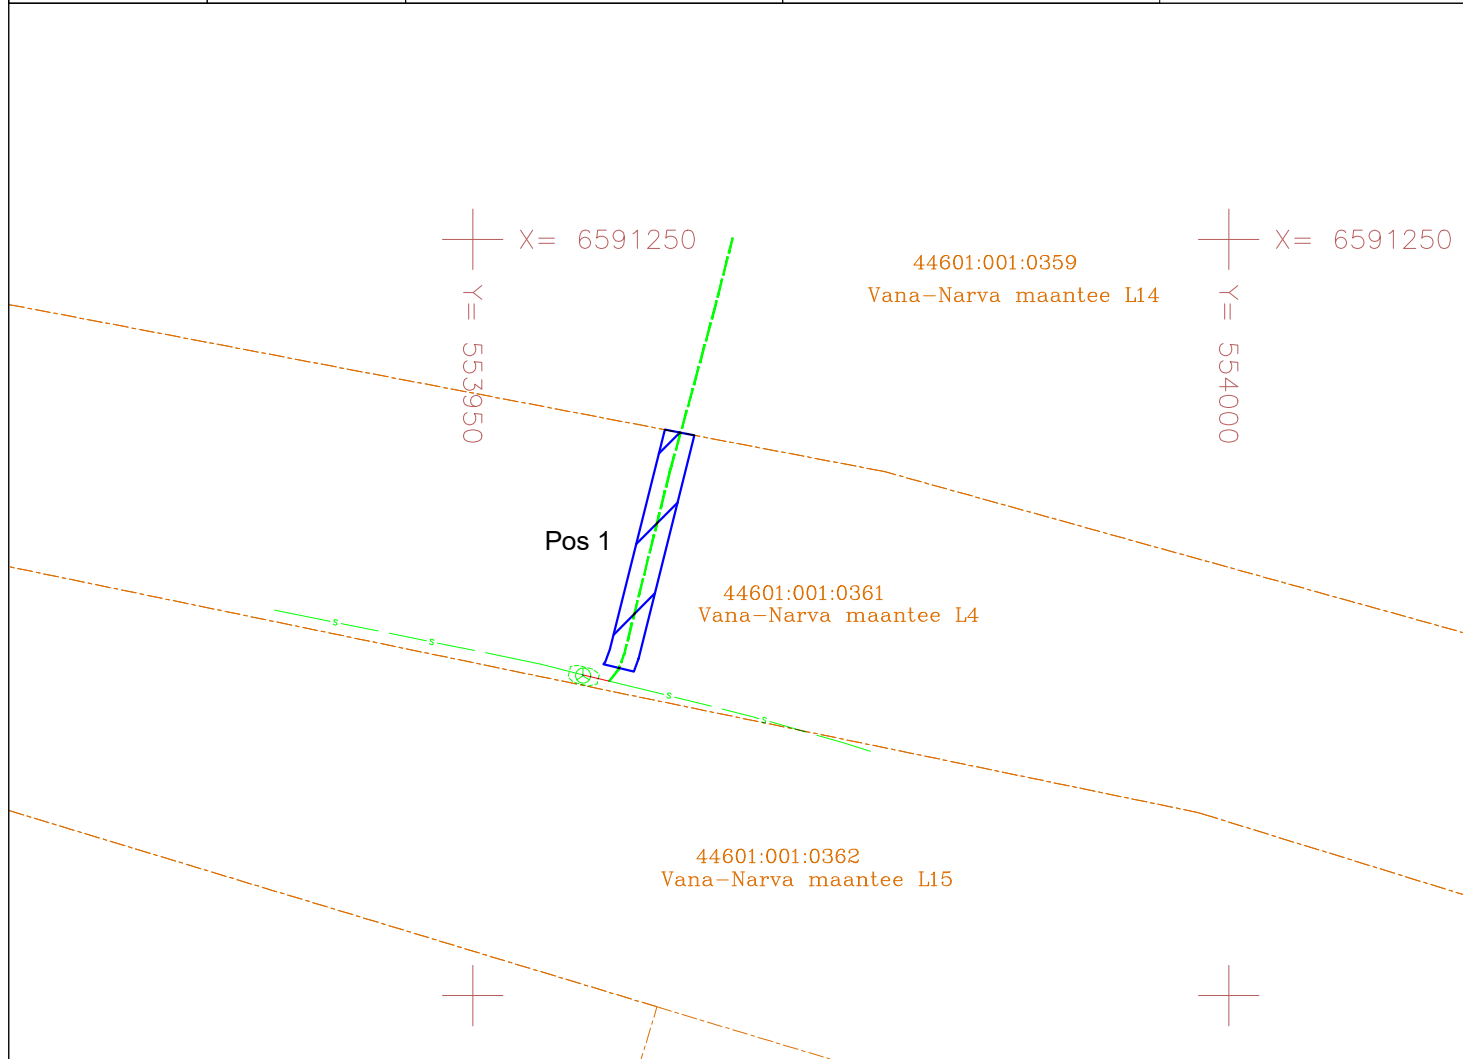 X= 6591250
X= 6591250
44601:001:0359
Vana-Narva maantee L14
Y= 553950
Y= 554000
Pos 1
44601:001:0361
Vana-Narva maantee L4
s
s
s
s
44601:001:0362
Vana-Narva maantee L15